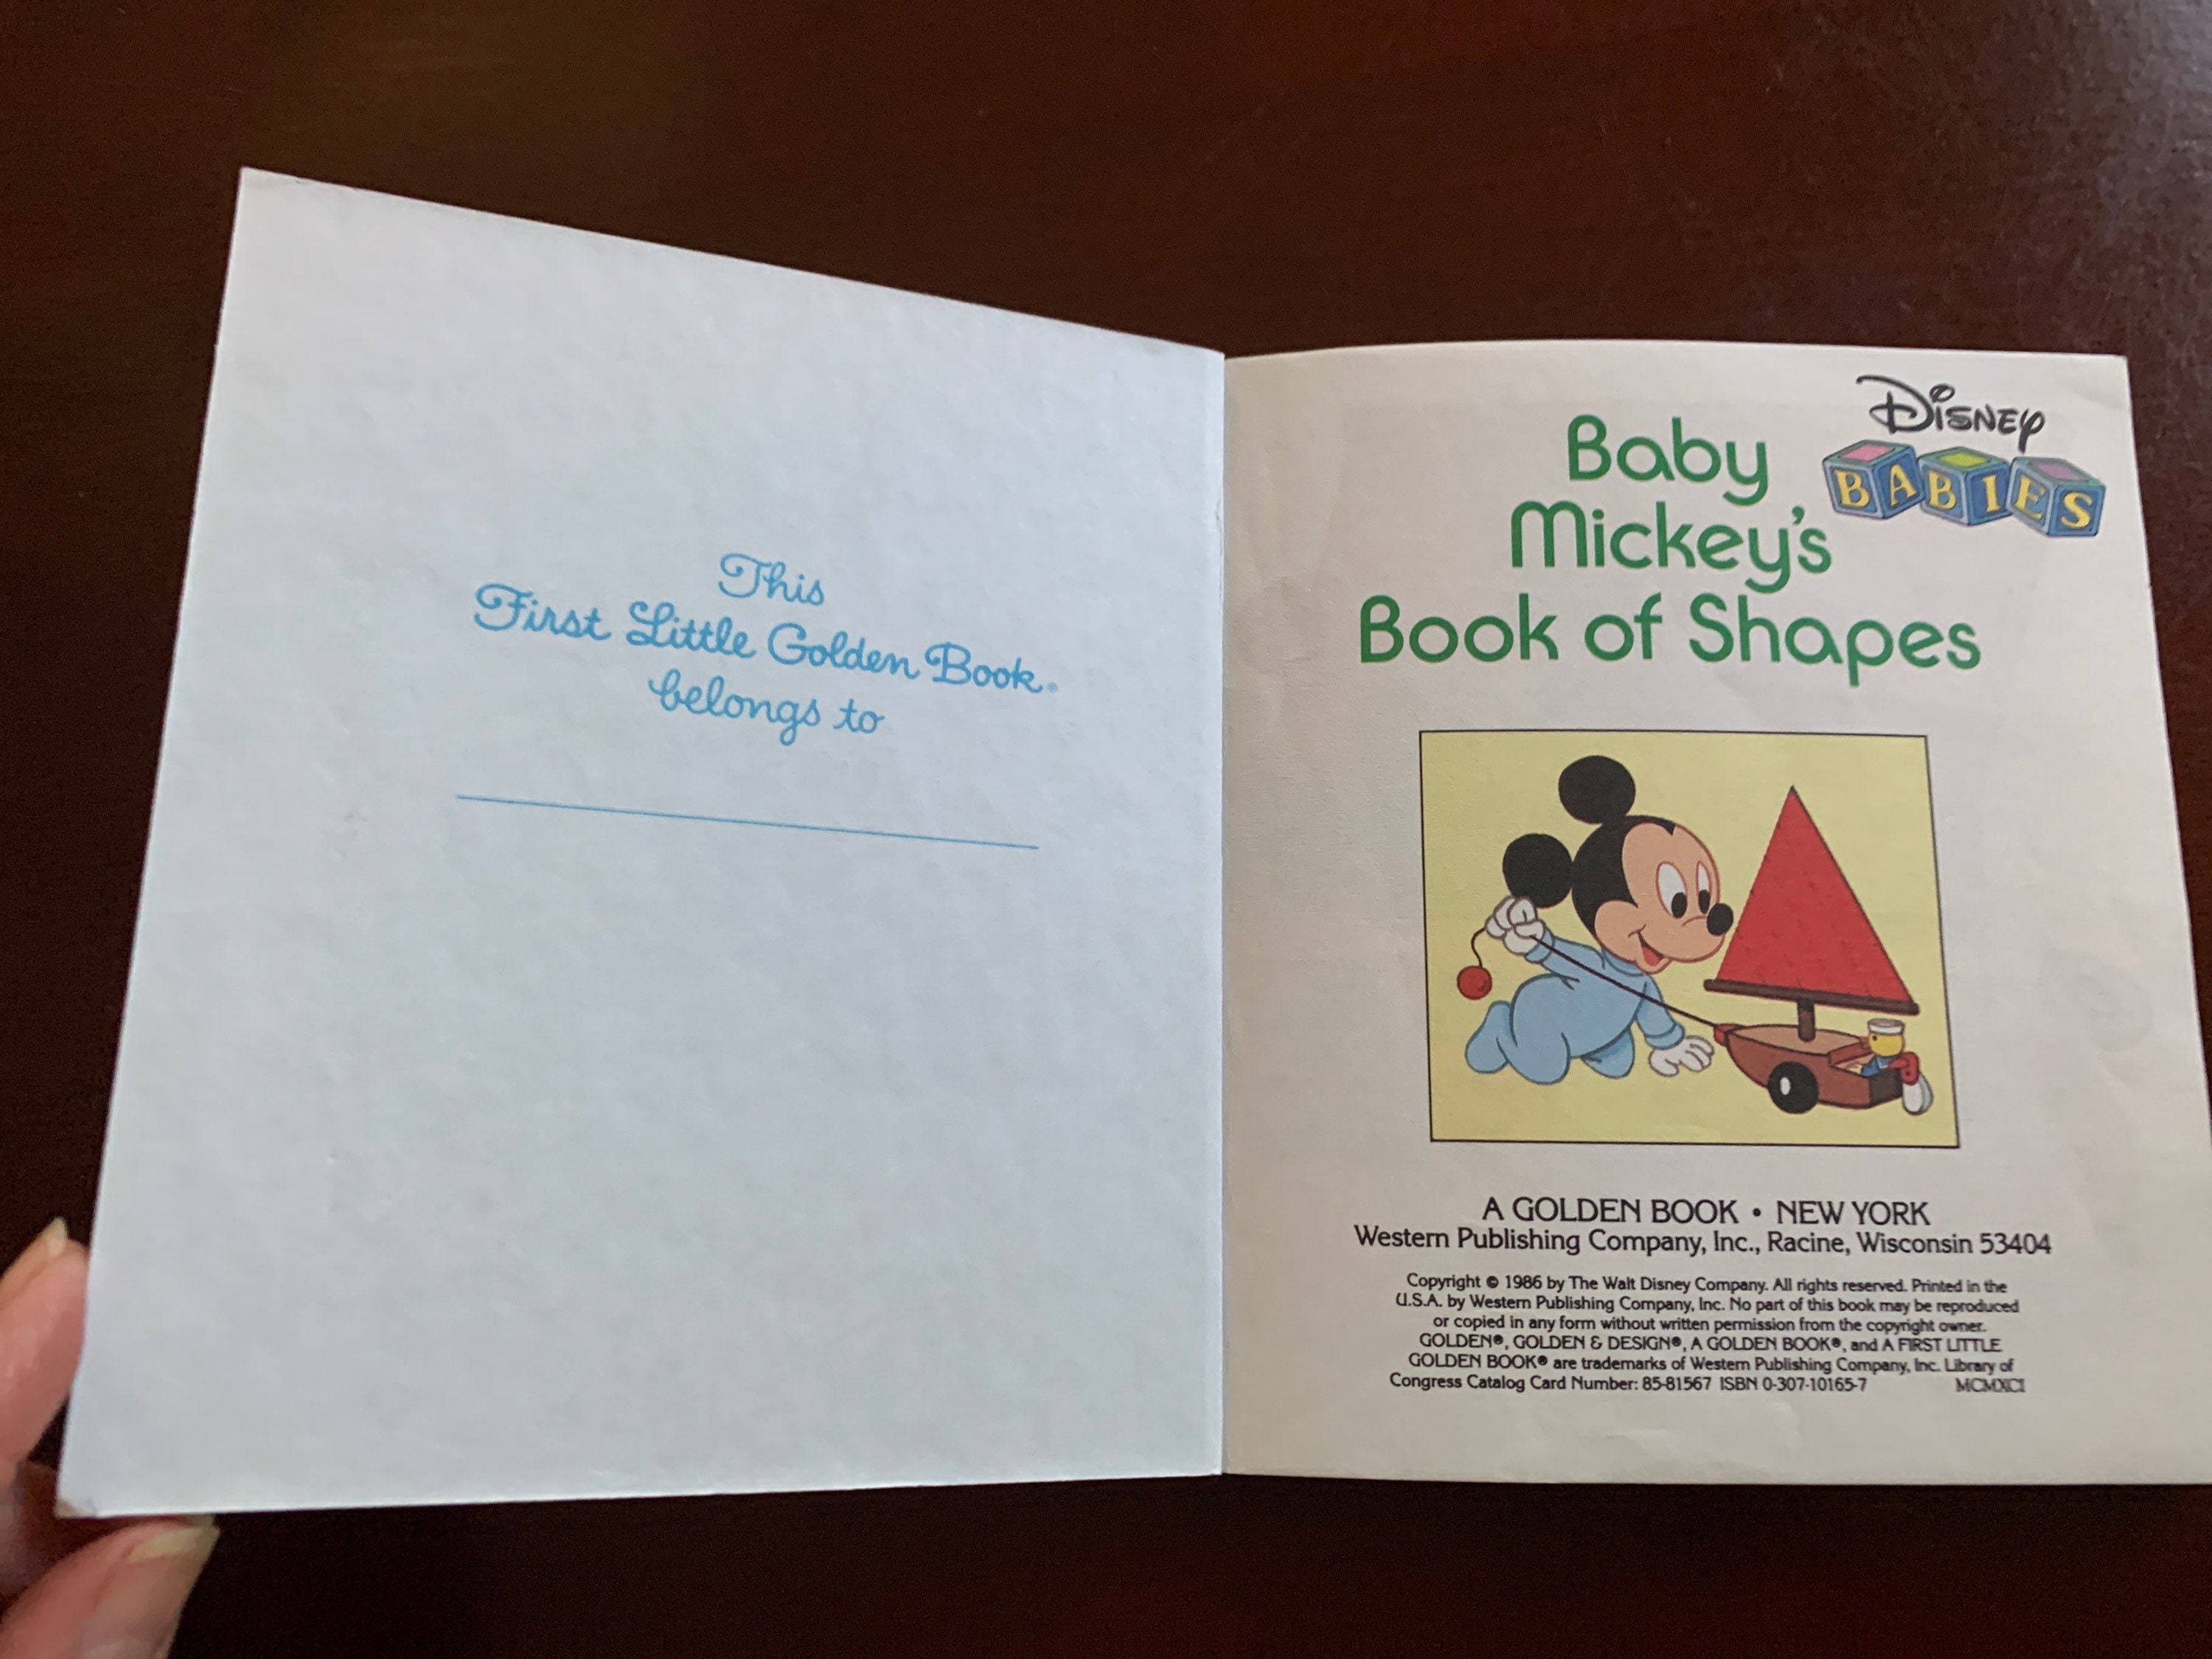 This
First Little Golden Book®
belongs to
Disney
BABIES
Baby
Mickey's
Book of Shapes
A GOLDEN BOOK • NEW YORK
Western Publishing Company, Inc., Racine, Wisconsin 53404
Copyright © 1986 by The Walt Disney Company. All rights reserved. Printed in the
U.S.A. by Western Publishing Company, Inc. No part of this book may be reproduced
or copied in any form without written permission from the copyright owner.
GOLDEN®, GOLDEN & DESIGN®, A GOLDEN BOOK®, and A FIRST LITTLE
GOLDEN BOOK® are trademarks of Western Publishing Company, Inc. Library of
Congress Catalog Card Number: 85-81567 ISBN 0-307-10165-7 MCMXCI